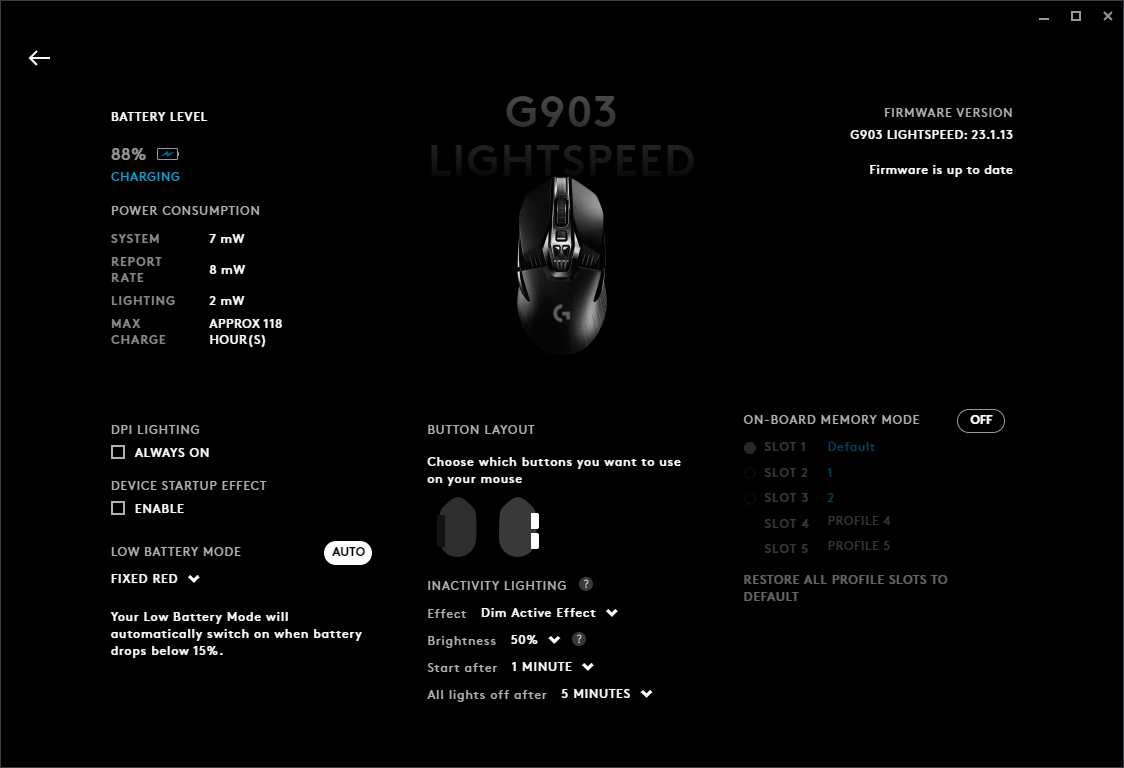 G903
LIGHTSPEED
BATTERY LEVEL
88%
CHARGING
POWER CONSUMPTION
SYSTEM 7 mW
REPORT
RATE 8 mW
LIGHTING 2 mW
MAX APPROX 118
CHARGE HOUR(S)
FIRMWARE VERSION
G903 LIGHTSPEED: 23.1.13
Firmware is up to date
DPI LIGHTING
ALWAYS ON
DEVICE STARTUP EFFECT
ENABLE
LOW BATTERY MODE AUTO
FIXED RED
Your Low Battery Mode will
automatically switch on when battery
drops below 15%.
BUTTON LAYOUT
Choose which buttons you want to use
on your mouse
INACTIVITY LIGHTING ?
Effect Dim Active Effect
Brightness 50% ?
Start after 1 MINUTE
All lights off after 5 MINUTES
ON-BOARD MEMORY MODE OFF
SLOT 1 Default
SLOT 2 1
SLOT 3 2
SLOT 4 PROFILE 4
SLOT 5 PROFILE 5
RESTORE ALL PROFILE SLOTS TO
DEFAULT